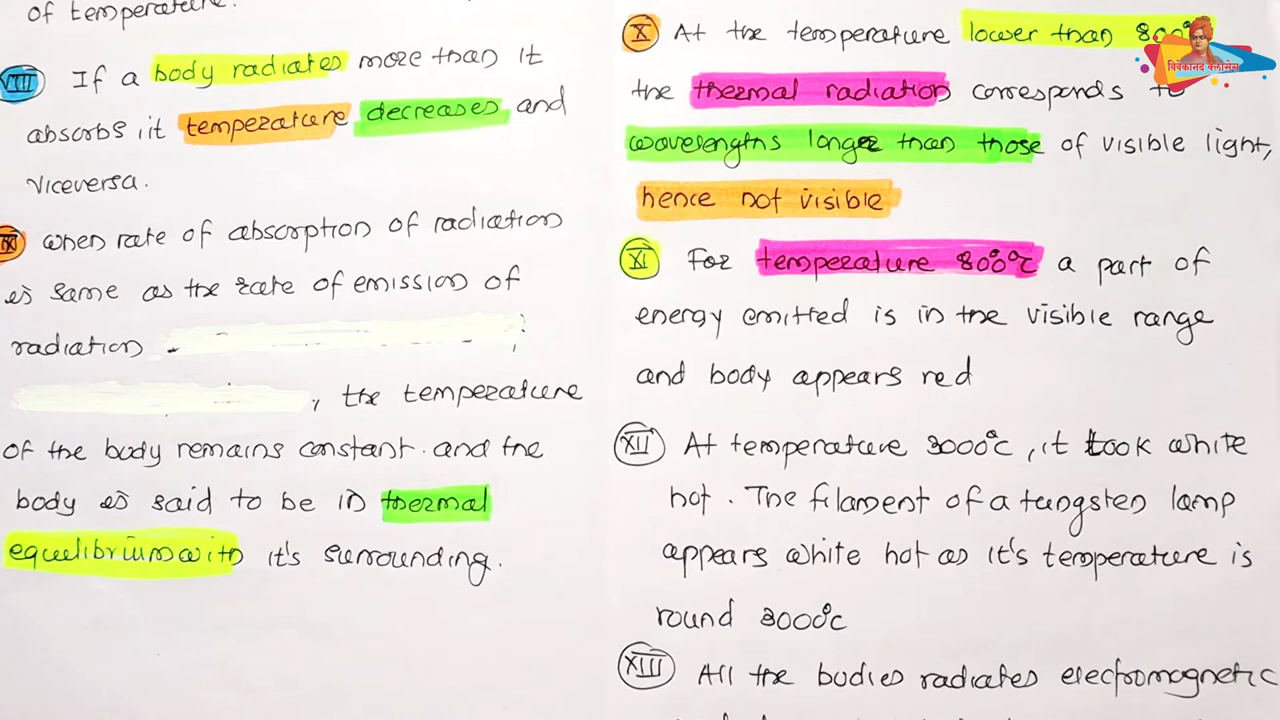 of temperature.
VIII If a body radiates more than it
absorbs it temperature decreases and
Viceversa.
IX when rate of absorption of radiation
is same as the rate of emission of
radiation
, the temperature
of the body remains constant. and the
body is said to be in thermal
equilibrium with it's surrounding.
X At the temperature lower than 800°
the thermal radiation corresponds to
wavelengths longer than those of visible light,
hence not visible
XI For temperature 800°c a part of
energy emitted is in the visible range
and body appears red
XII At temperature 3000°c, it took white
hot. The filament of a tungsten lamp
appears white hot as it's temperature is
round 3000°c
XIII All the bodies radiates electromagnetic
विवेकानंद क्लासेस